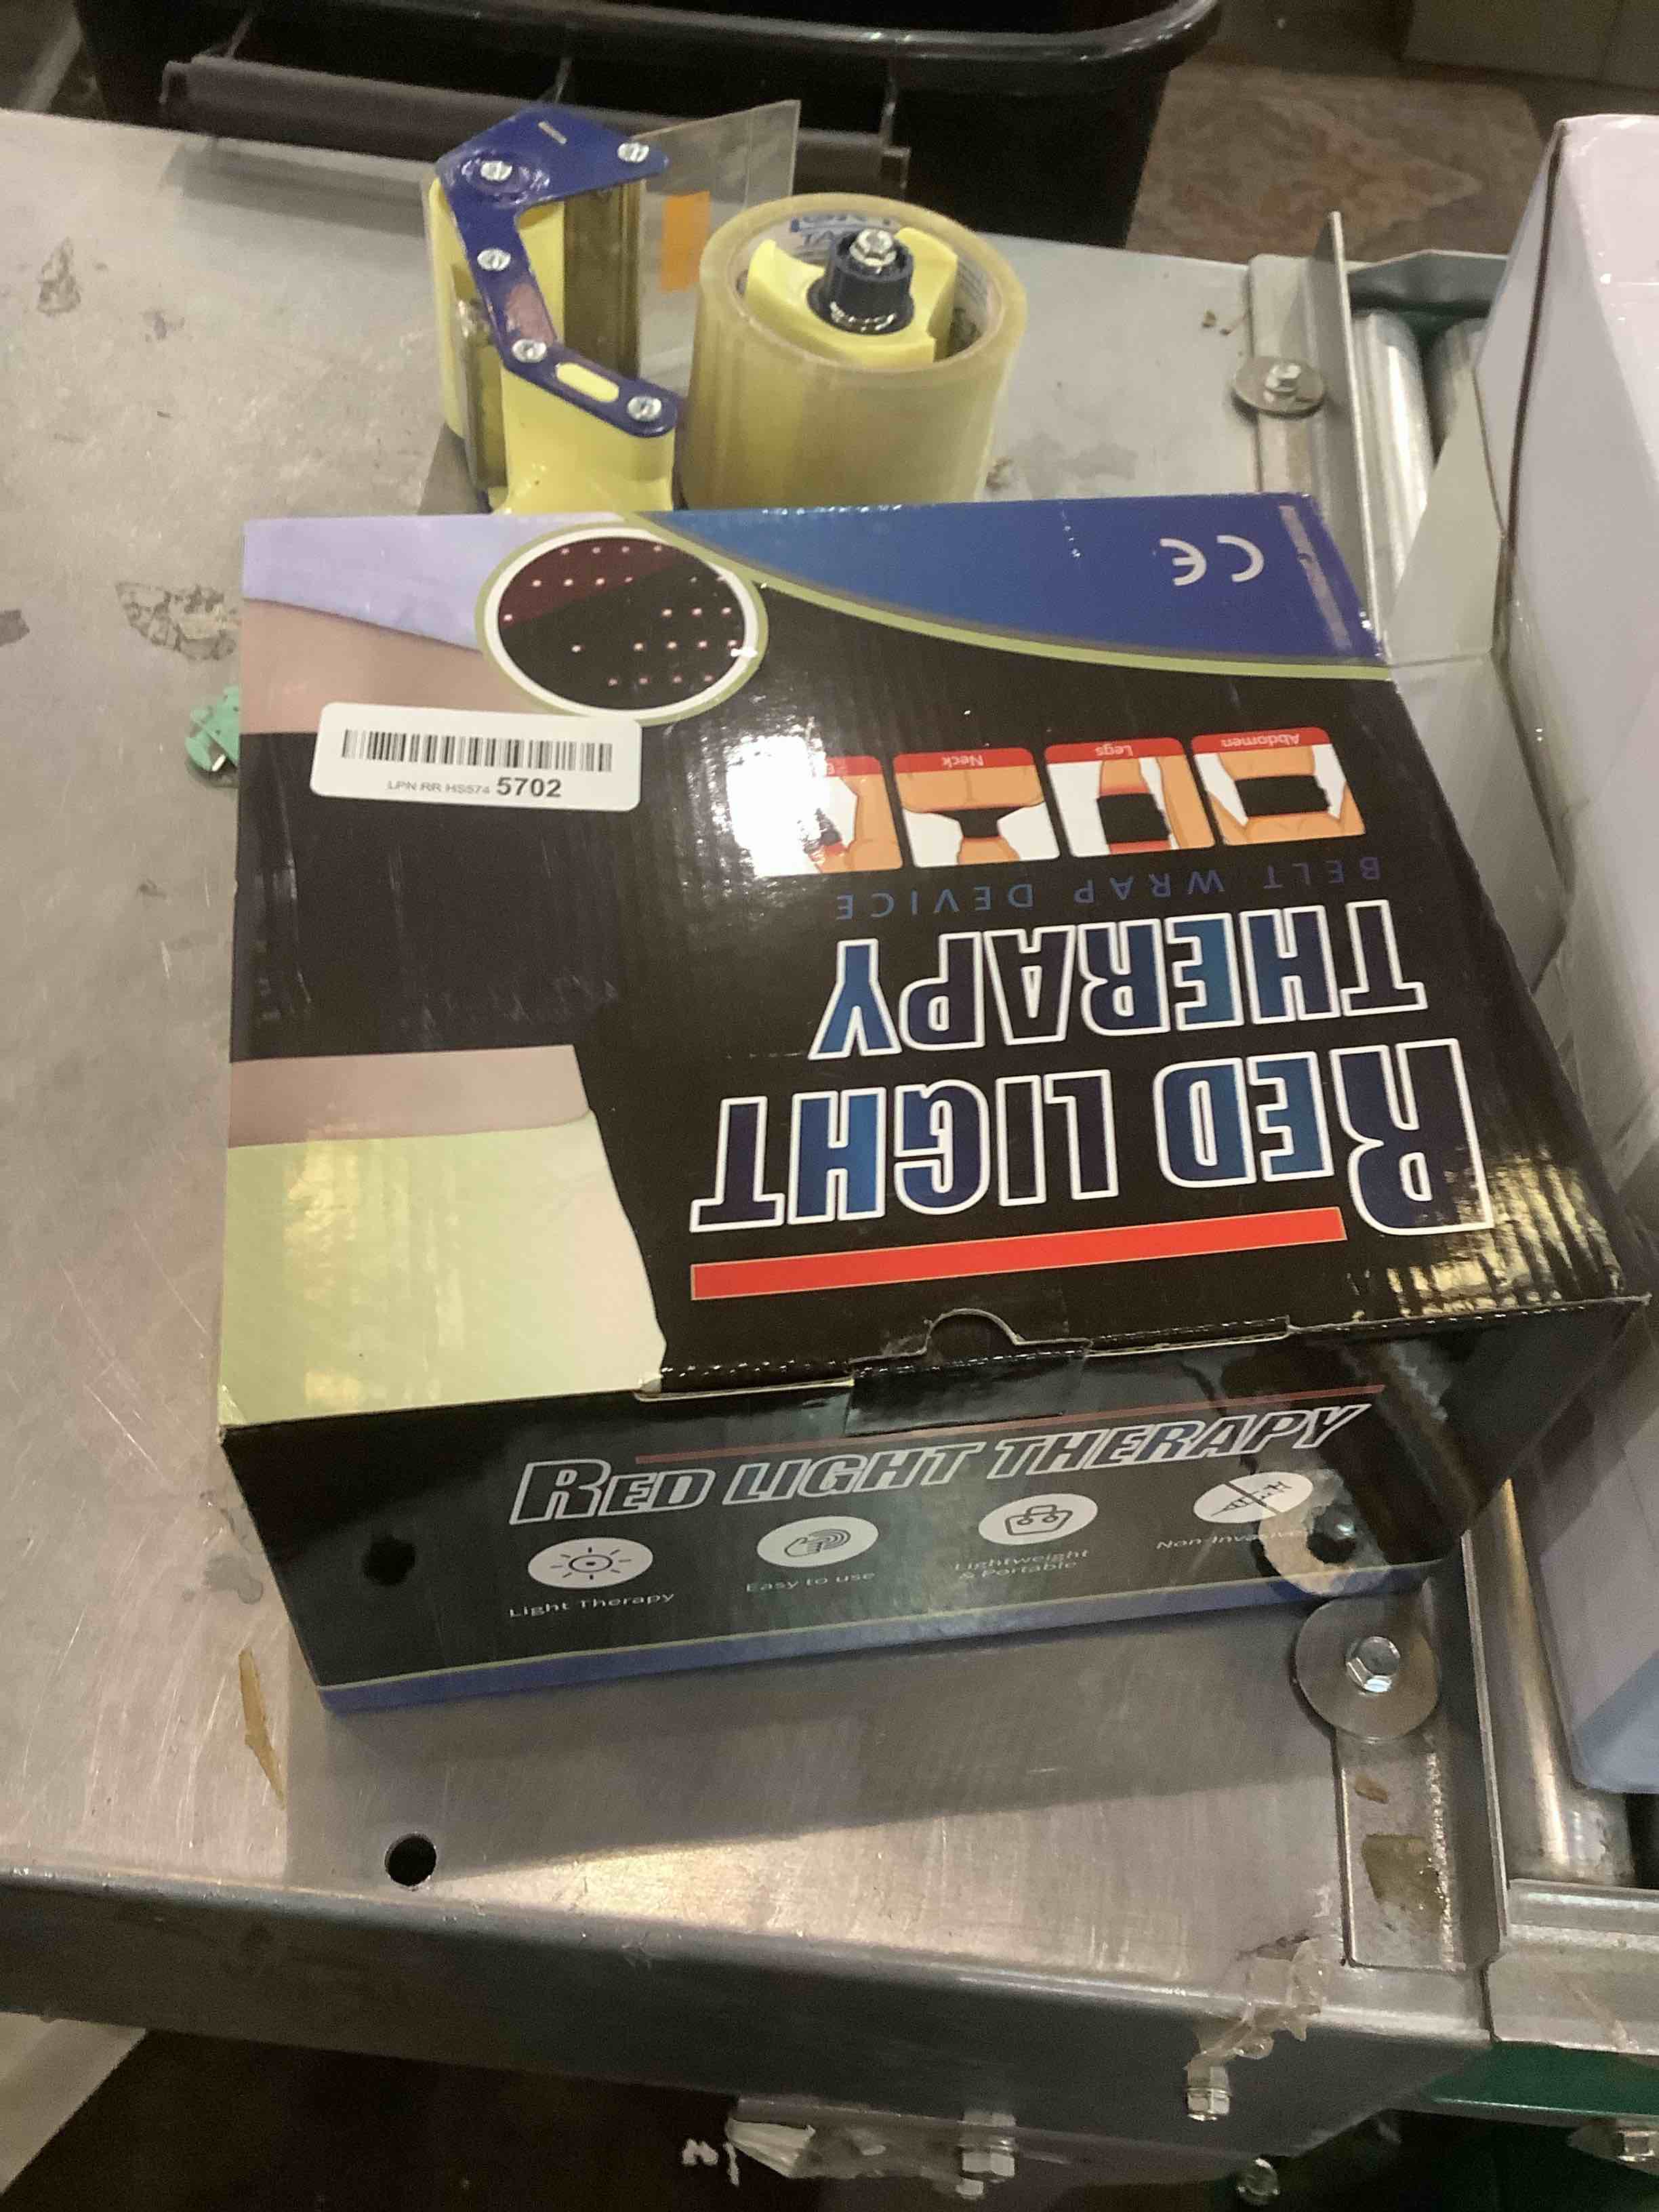 RED LIGHT
THERAPY
BELT WRAP DEVICE
Abdomen
Legs
Neck
CE
LPN RR HS574 5702
RED LIGHT THERAPY
Light Therapy
Easy to use
Lightweight
& Portable
TAPE